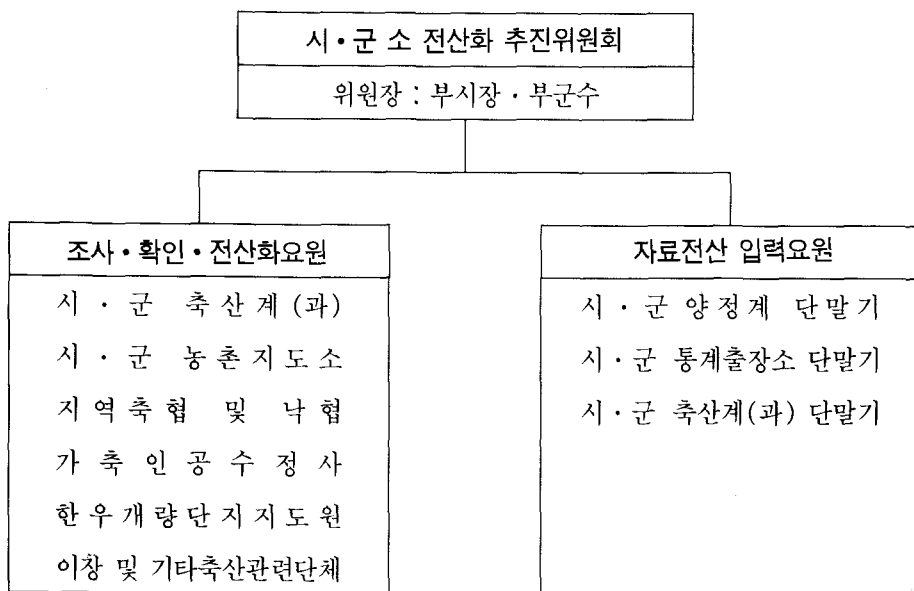 시·군 소 전산화 추진위원회
위원장 : 부시장·부군수
조사·확인·전산화요원
시·군 축산계(과)
시·군 농촌지도소
지역축협 및 낙협
가축인공수정사
한우개량단지지도원
이장 및 기타축산관련단체
자료전산 입력요원
시·군 양정계 단말기
시·군 통계출장소 단말기
시·군 축산계(과) 단말기